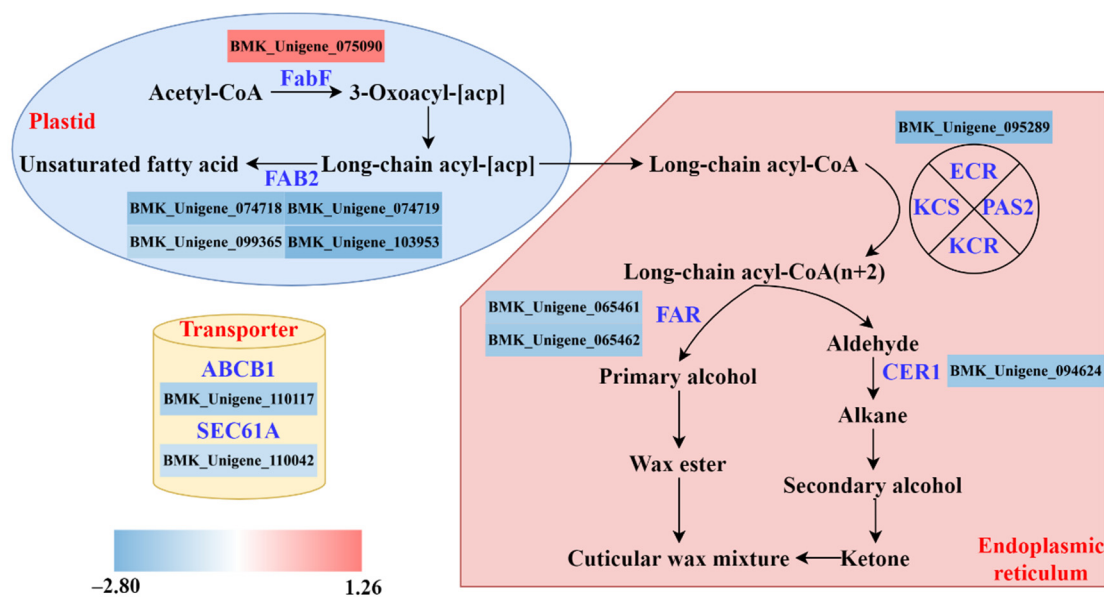 BMK_Unigene_075090
FabF
Acetyl-CoA
3-Oxoacyl-[acp]
Plastid
Unsaturated fatty acid
Long-chain acyl-[acp]
FAB2
BMK_Unigene_074718
BMK_Unigene_074719
BMK_Unigene_099365
BMK_Unigene_103953
Long-chain acyl-CoA
BMK_Unigene_095289
ECR
KCS
PAS2
KCR
Long-chain acyl-CoA(n+2)
BMK_Unigene_065461
BMK_Unigene_065462
FAR
Aldehyde
Primary alcohol
CER1
BMK_Unigene_094624
Alkane
Wax ester
Secondary alcohol
Cuticular wax mixture
Ketone
Endoplasmic
reticulum
Transporter
ABCB1
BMK_Unigene_110117
SEC61A
BMK_Unigene_110042
−2.80
1.26